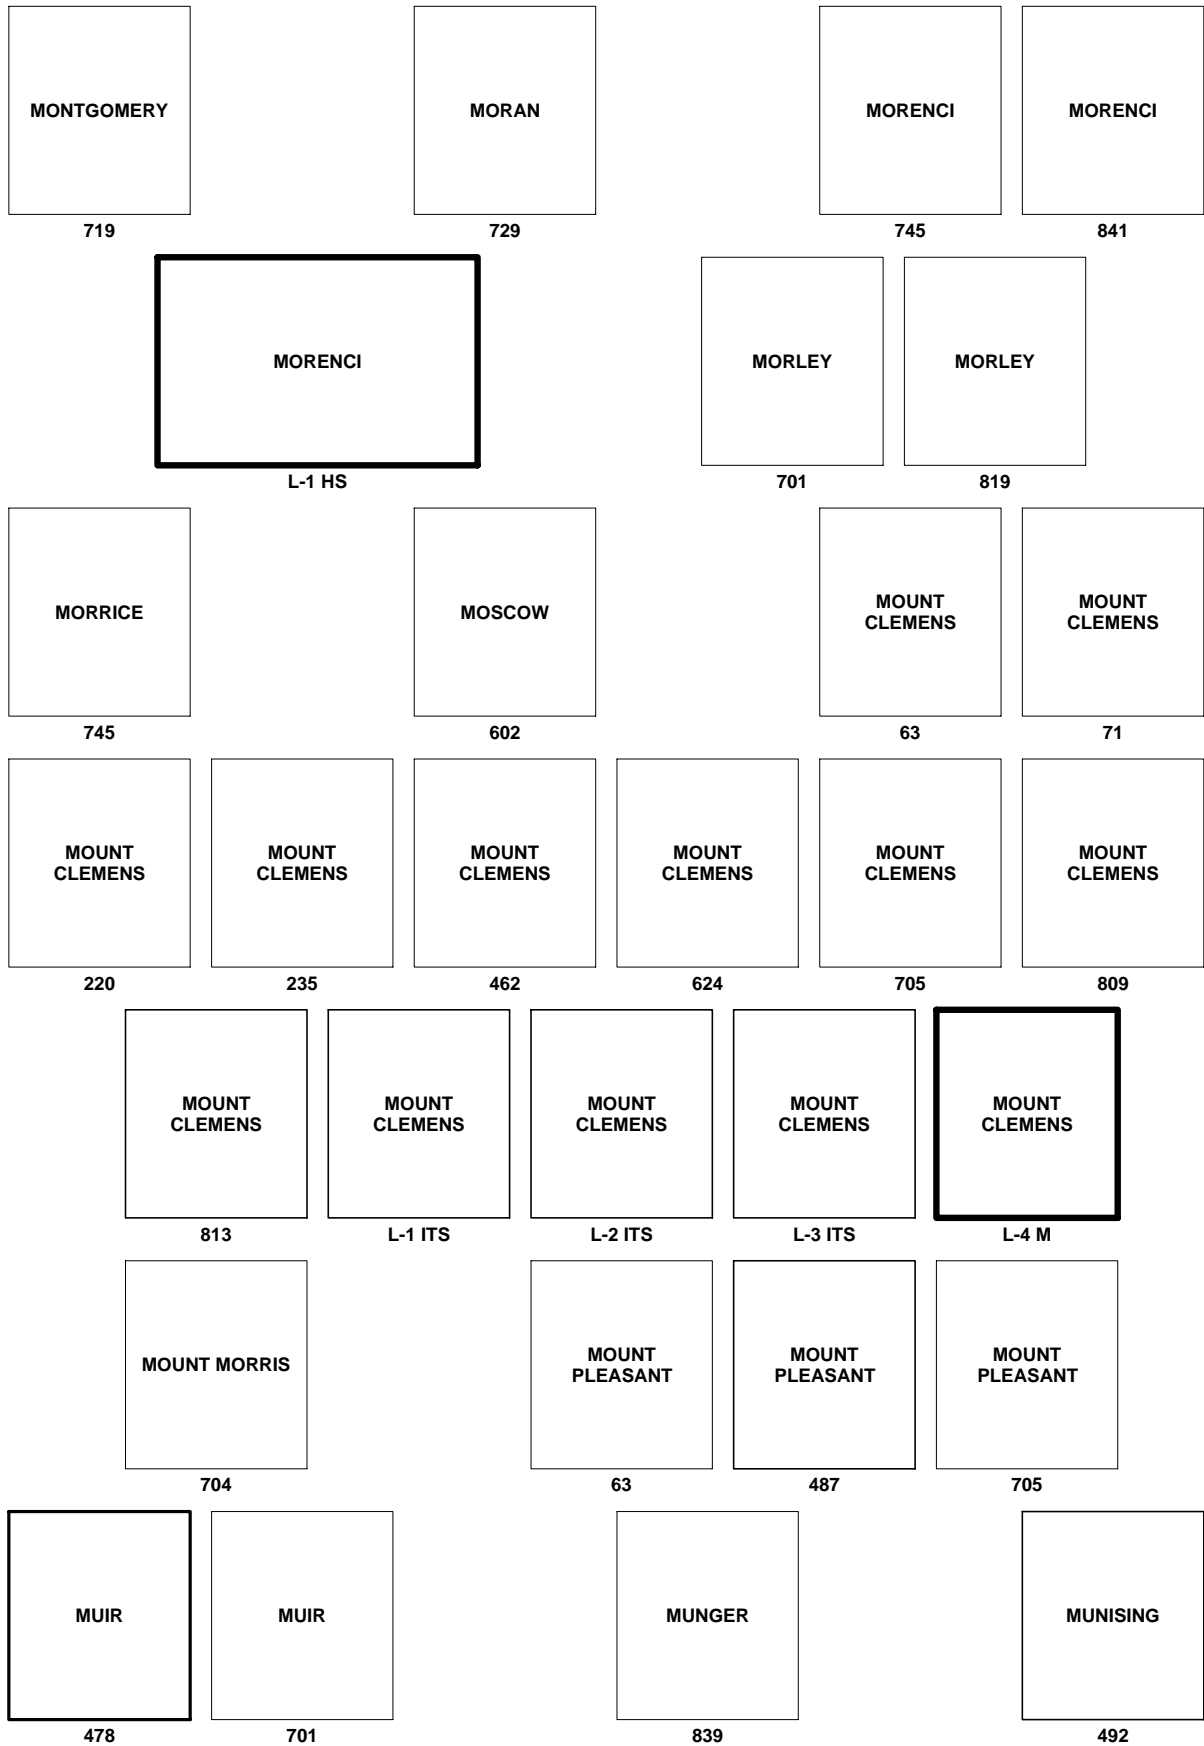 MONTGOMERY
719
MORAN
729
MORENCI
745
MORENCI
841
MORENCI
L-1 HS
MORLEY
701
MORLEY
819
MORRICE
745
MOSCOW
602
MOUNT
CLEMENS
63
MOUNT
CLEMENS
71
MOUNT
CLEMENS
220
MOUNT
CLEMENS
235
MOUNT
CLEMENS
462
MOUNT
CLEMENS
624
MOUNT
CLEMENS
705
MOUNT
CLEMENS
809
MOUNT
CLEMENS
813
MOUNT
CLEMENS
L-1 ITS
MOUNT
CLEMENS
L-2 ITS
MOUNT
CLEMENS
L-3 ITS
MOUNT
CLEMENS
L-4 M
MOUNT MORRIS
704
MOUNT
PLEASANT
63
MOUNT
PLEASANT
487
MOUNT
PLEASANT
705
MUIR
478
MUIR
701
MUNGER
839
MUNISING
492